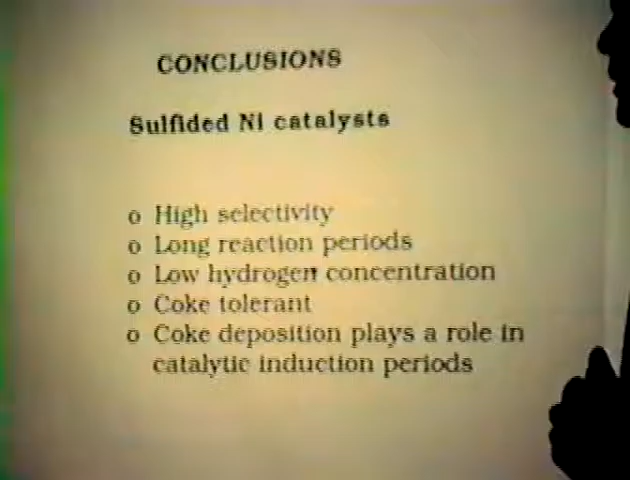 CONCLUSIONS
Sulfided Ni catalysts
o High selectivity
o Long reaction periods
o Low hydrogen concentration
o Coke tolerant
o Coke deposition plays a role in
catalytic induction periods